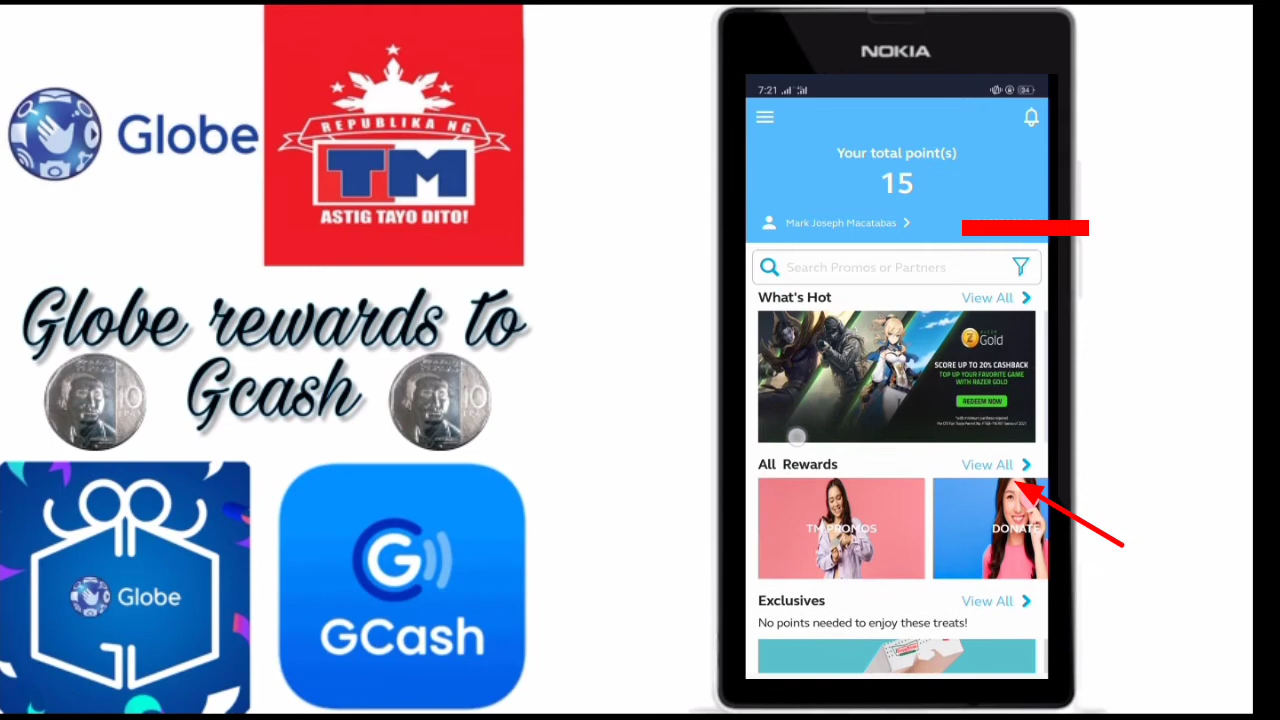 Globe
REPUBLIKA NG
TM
ASTIG TAYO DITO!
Globe rewards to
Gcash
10
10
Globe
G
GCash
NOKIA
7:21
34
Your total point(s)
15
Mark Joseph Macatabas
Search Promos or Partners
What's Hot
View All
Gold
SCORE UP TO 20% CASHBACK
TOP UP YOUR FAVORITE GAME
WITH RAZER GOLD
REDEEM NOW
All Rewards
View All
TM PROMOS
DONATE
Exclusives
View All
No points needed to enjoy these treats!